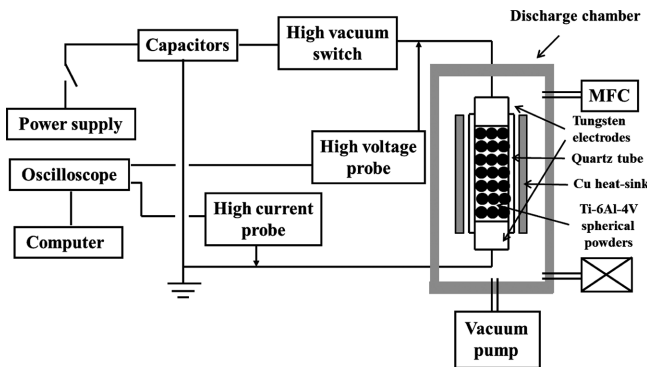 Discharge chamber
High vacuum
switch
Capacitors
MFC
Power supply
Tungsten
electrodes
High voltage
probe
Quartz tube
Oscilloscope
Cu heat-sink
High current
probe
Ti-6Al-4V
spherical
powders
Computer
Vacuum
pump